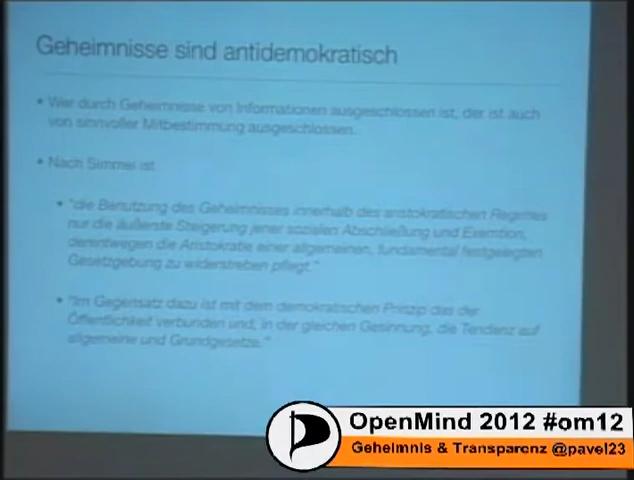 Geheimnisse sind antidemokratisch
• Wer durch Geheimnisse von Informationen ausgeschlossen ist, der ist auch
von sinnvoller Mitbestimmung ausgeschlossen.
• Nach Simmel ist
• "die Benutzung des Geheimnisses innerhalb des aristokratischen Regimes
nur die äußerste Steigerung jener sozialen Abschließung und Exemtion,
derentwegen die Aristokratie einer allgemeinen, fundamental festgelegten
Gesetzgebung zu widerstreben pflegt."
• "Im Gegensatz dazu ist mit dem demokratischen Prinzip das der
Öffentlichkeit verbunden und, in der gleichen Gesinnung, die Tendenz auf
allgemeine und Grundgesetze."
OpenMind 2012 #om12
Geheimnis & Transparenz @pavel23